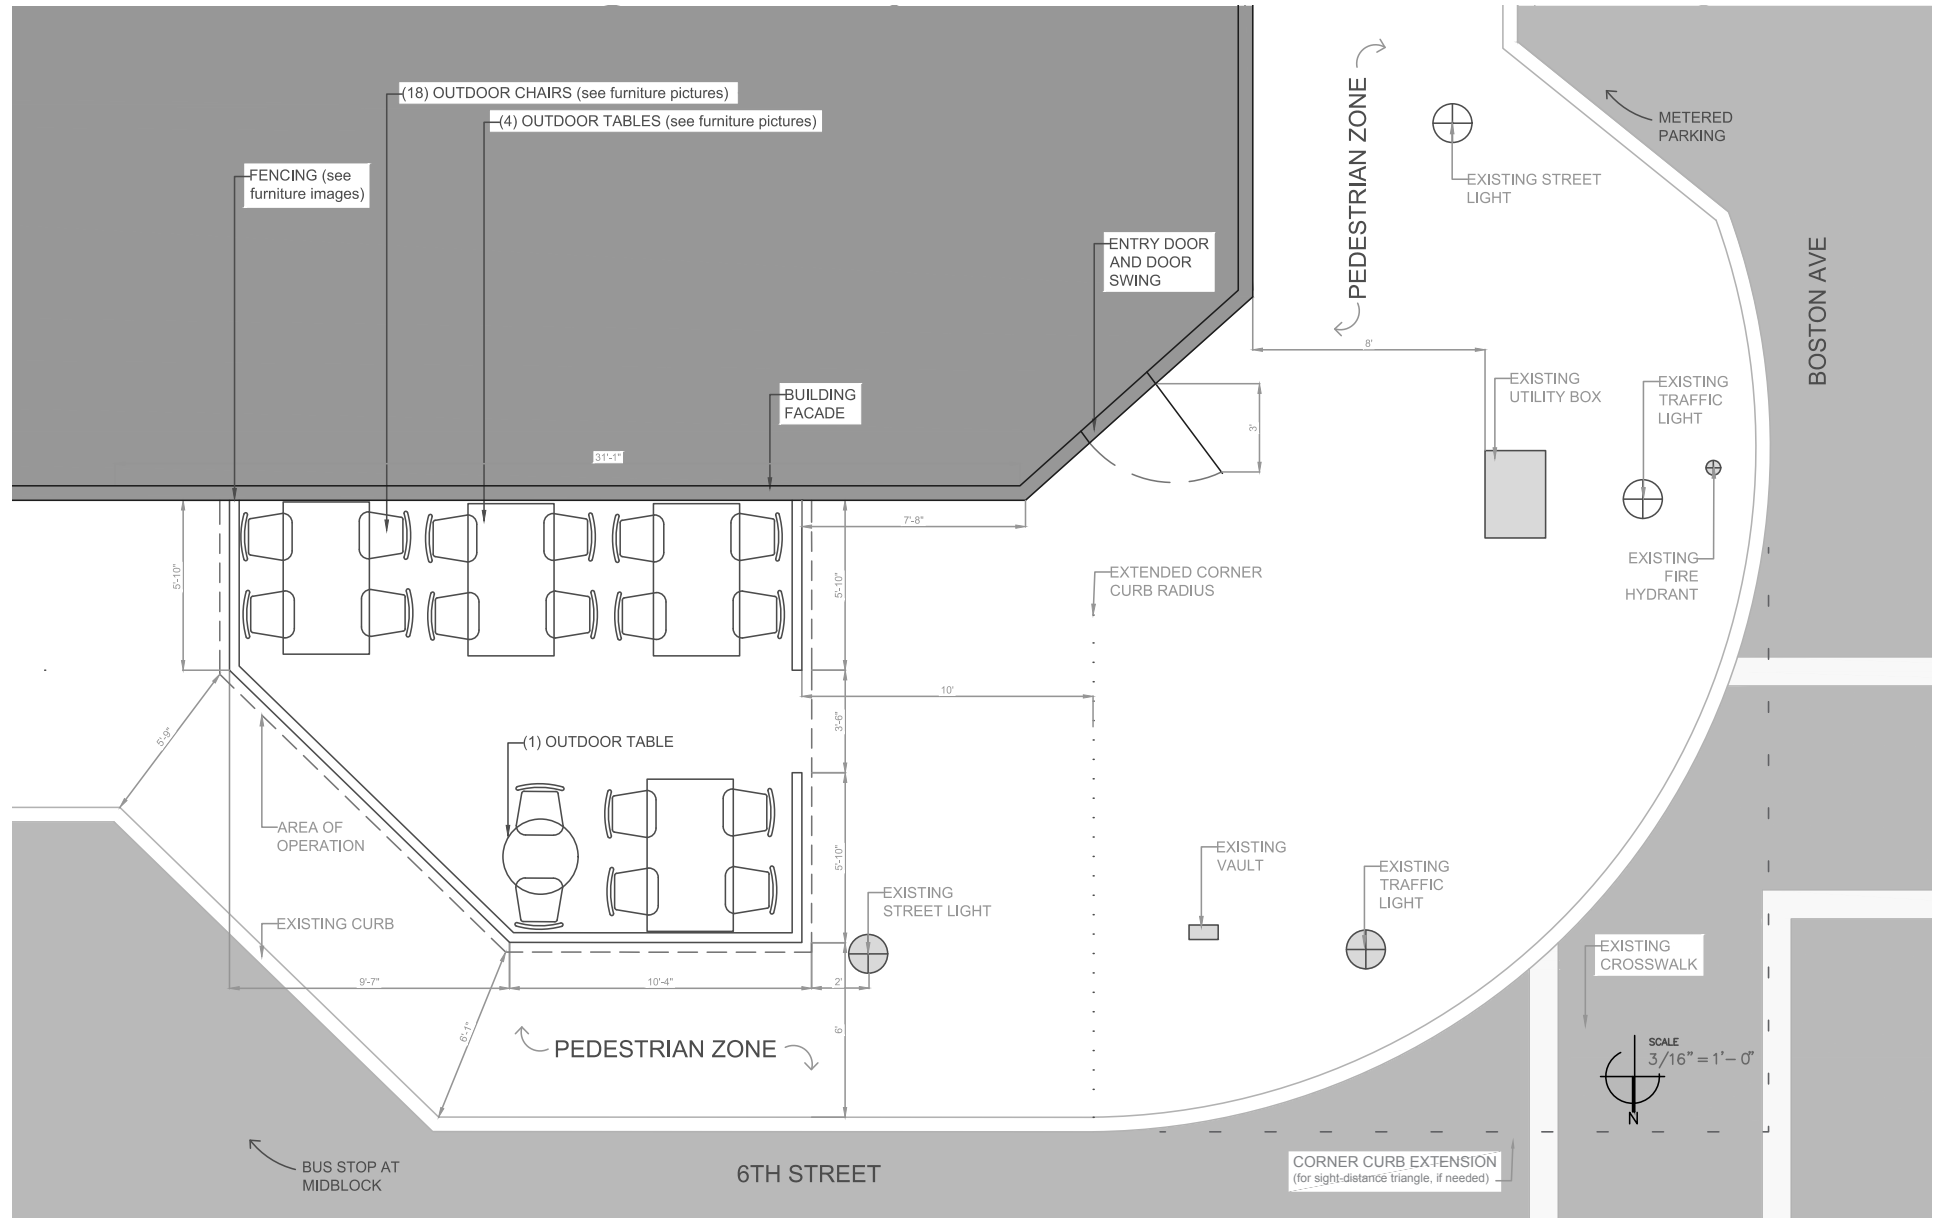 (18) OUTDOOR CHAIRS (see furniture pictures)
(4) OUTDOOR TABLES (see furniture pictures)
FENCING (see
furniture images)
ENTRY DOOR
AND DOOR
SWING
BUILDING
FACADE
31'-1"
PEDESTRIAN ZONE
METERED
PARKING
EXISTING STREET
LIGHT
BOSTON AVE
8'
3'
EXISTING
UTILITY BOX
EXISTING
TRAFFIC
LIGHT
EXISTING
FIRE
HYDRANT
7'-8"
5'-10"
5'-10"
EXTENDED CORNER
CURB RADIUS
10'
3'-6"
5'-9"
(1) OUTDOOR TABLE
AREA OF
OPERATION
5'-10"
EXISTING CURB
EXISTING
STREET LIGHT
EXISTING
VAULT
EXISTING
TRAFFIC
LIGHT
EXISTING
CROSSWALK
9'-7"
10'-4"
2'
6'-1"
6'
PEDESTRIAN ZONE
SCALE
3/16" = 1'- 0"
N
BUS STOP AT
MIDBLOCK
6TH STREET
CORNER CURB EXTENSION
(for sight-distance triangle, if needed)